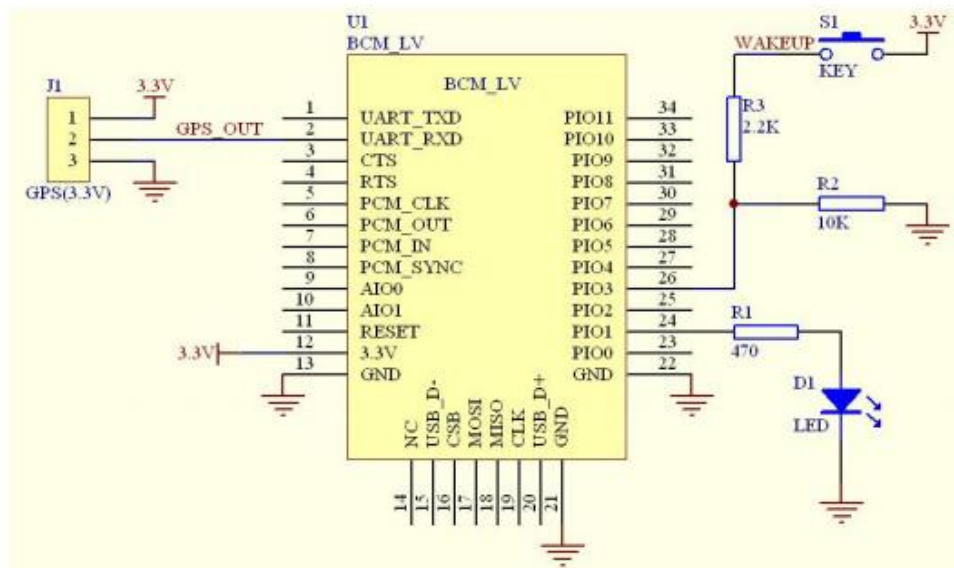 U1
BCM_LV
BCM_LV
J1
3.3V
1
2
3
GPS(3.3V)
GPS_OUT
1 UART_TXD
2 UART_RXD
3 CTS
4 RTS
5 PCM_CLK
6 PCM_OUT
7 PCM_IN
8 PCM_SYNC
9 AIO0
10 AIO1
11 RESET
3.3V 12 3.3V
13 GND
PIO11 34
PIO10 33
PIO9 32
PIO8 31
PIO7 30
PIO6 29
PIO5 28
PIO4 27
PIO3 26
PIO2 25
PIO1 24
PIO0 23
GND 22
NC 14
USB_D- 15
CSB 16
MOSI 17
MISO 18
CLK 19
USB_D+ 20
GND 21
WAKEUP
S1
KEY
3.3V
R3
2.2K
R2
10K
R1
470
D1
LED